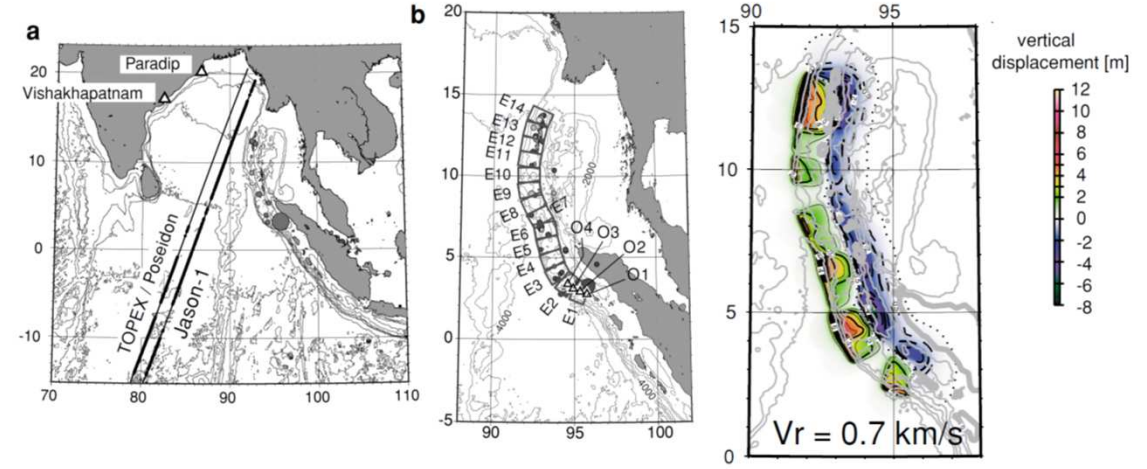 a
Paradip
Vishakhapatnam
20
10
0
-10
TOPEX / Poseidon
Jason-1
70 80 90 100 110
b
20
15
10
5
0
-5
E14
E13
E12
E11
E10
E9
E8
E7
E6
E5
E4
E3
E2
E1
O4
O3
O2
O1
2000
4000
4000
90 95 100
90 95
15
10
5
0
Vr = 0.7 km/s
vertical
displacement [m]
12
10
8
6
4
2
0
-2
-4
-6
-8